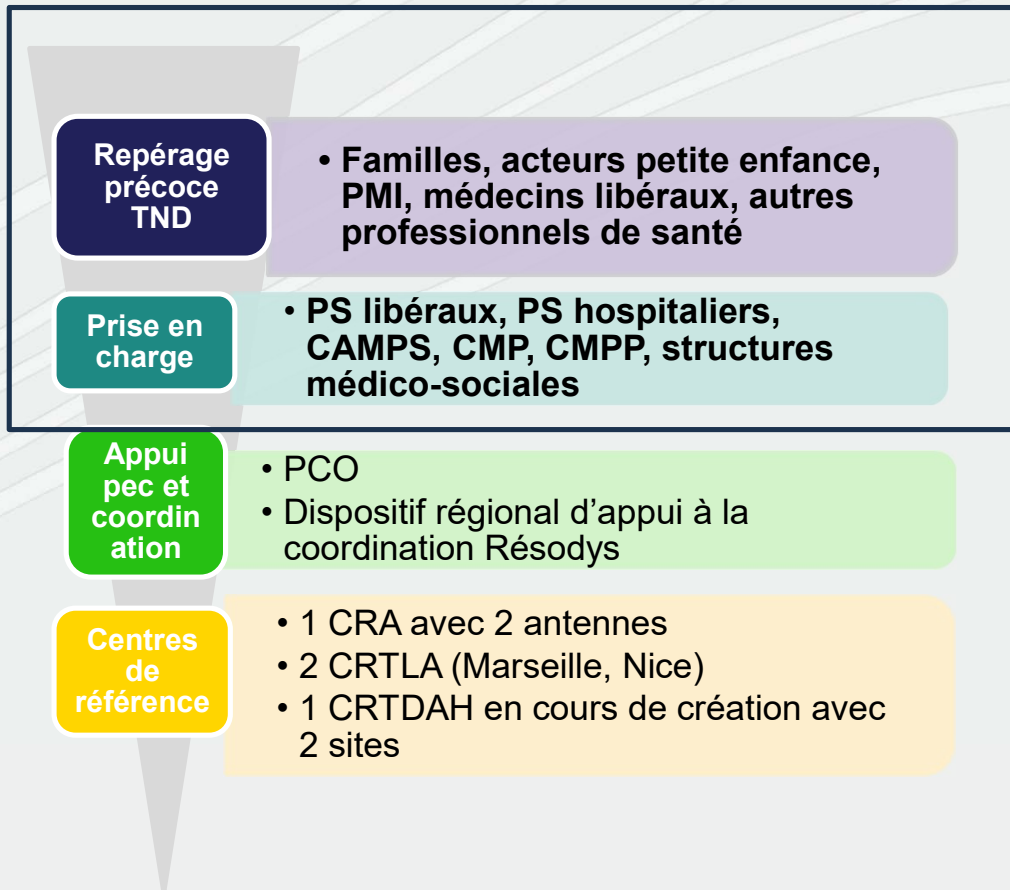 Repérage
précoce
TND
• Familles, acteurs petite enfance,
PMI, médecins libéraux, autres
professionnels de santé
Prise en
charge
• PS libéraux, PS hospitaliers,
CAMPS, CMP, CMPP, structures
médico-sociales
Appui
pec et
coordin
ation
• PCO
• Dispositif régional d’appui à la
coordination Résodys
Centres
de
référence
• 1 CRA avec 2 antennes
• 2 CRTLA (Marseille, Nice)
• 1 CRTDAH en cours de création avec
2 sites